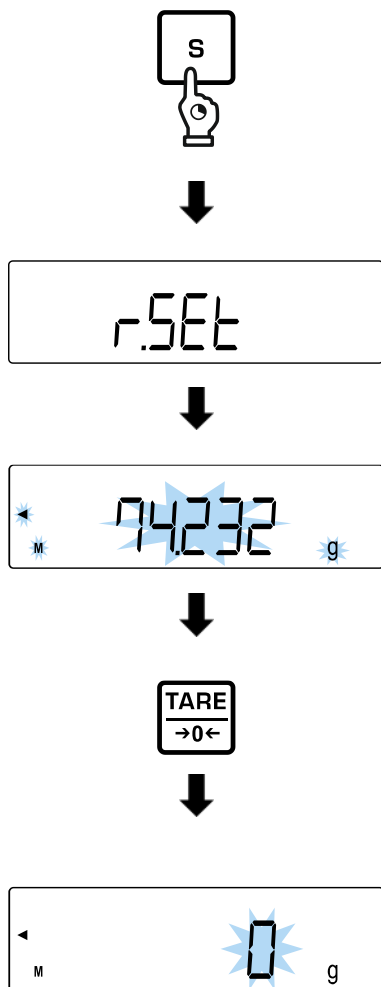 S
r.SEt
◄
74.232
M g
TARE
→0←
◄
0
M g